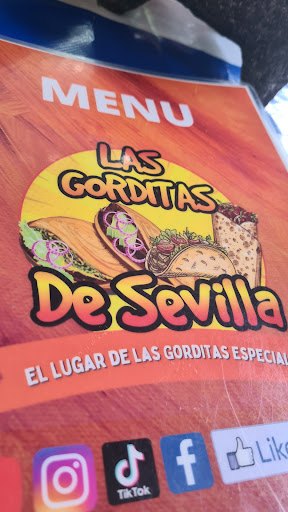 MENU
LAS
GORDITAS
De Sevilla
EL LUGAR DE LAS GORDITAS ESPECIAL
TikTok
Like